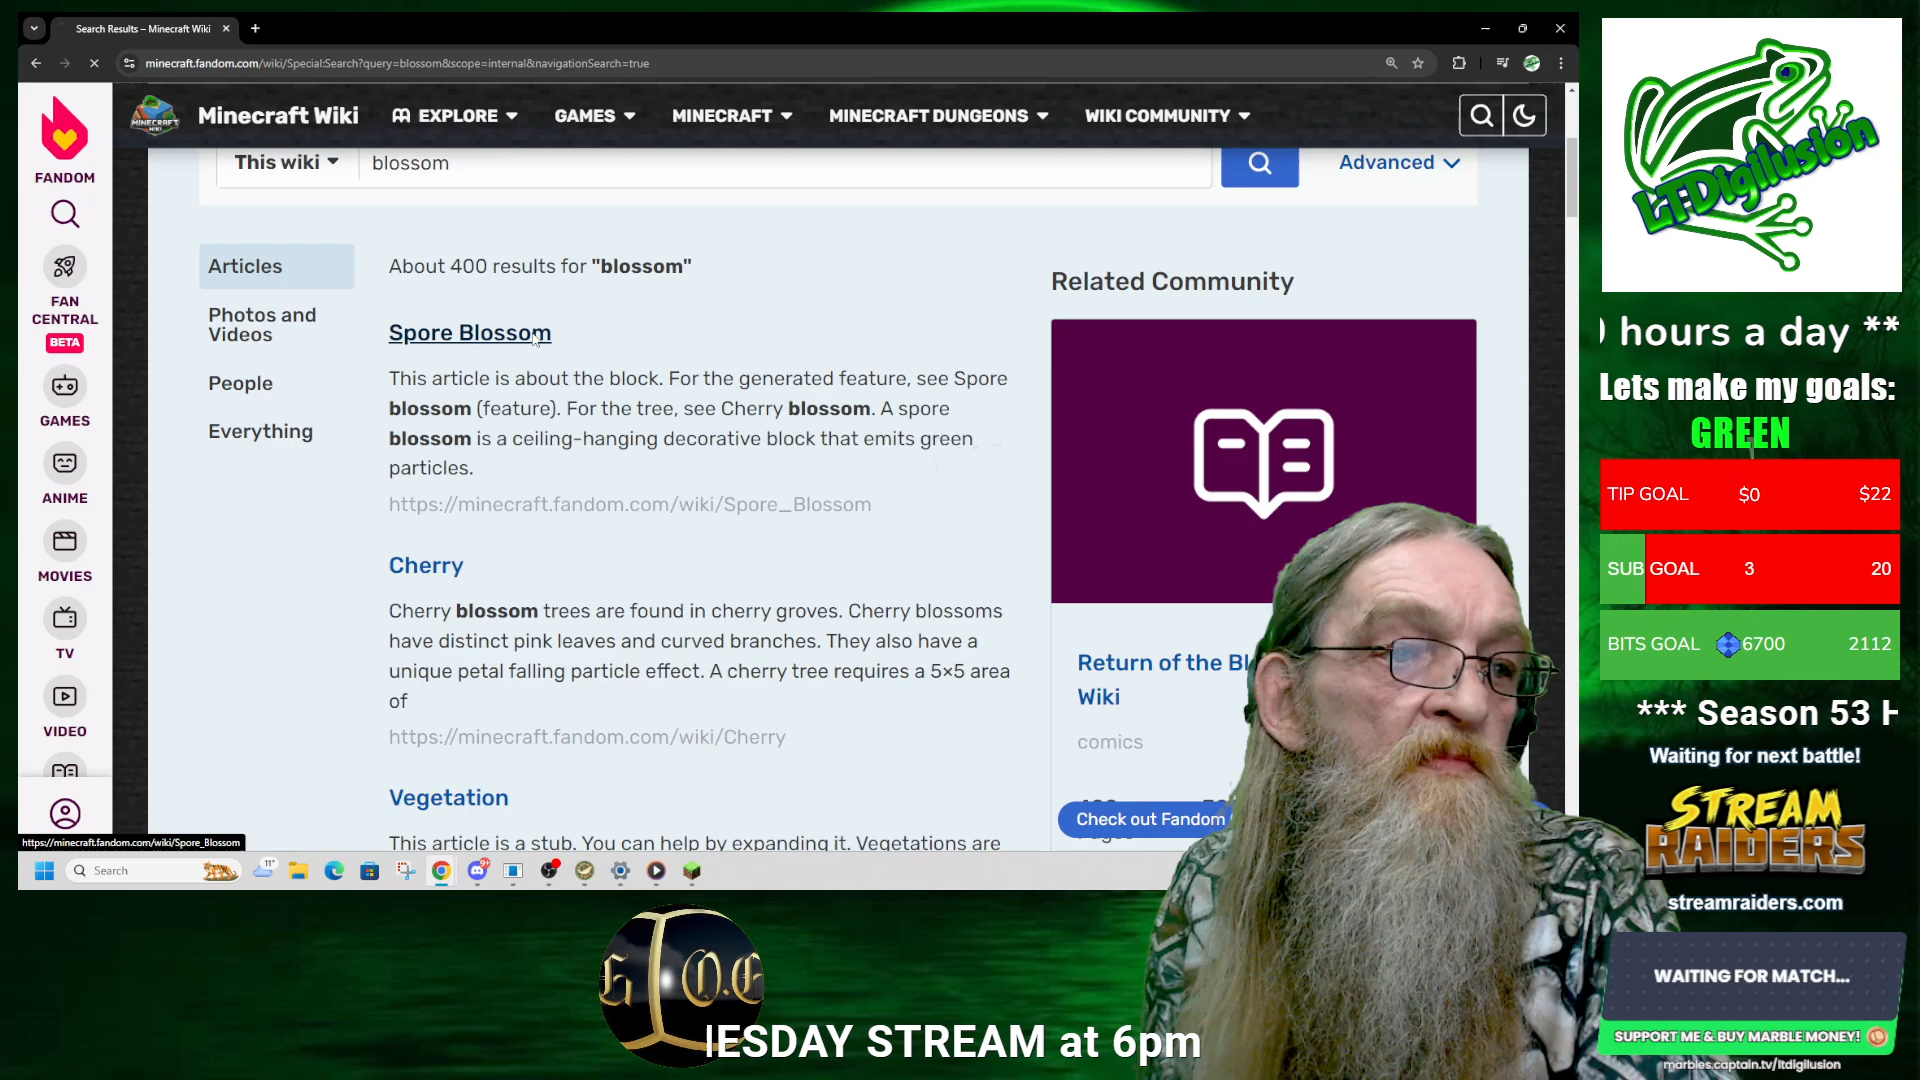 Search Results – Minecraft Wiki
minecraft.fandom.com/wiki/Special:Search?query=blossom&scope=internal&navigationSearch=true
Minecraft Wiki
EXPLORE
GAMES
MINECRAFT
MINECRAFT DUNGEONS
WIKI COMMUNITY
MINECRAFT
WIKI
FANDOM
FAN
CENTRAL
BETA
GAMES
ANIME
MOVIES
TV
VIDEO
This wiki
blossom
Advanced
Articles
Photos and
Videos
People
Everything
About 400 results for "blossom"
Spore Blossom
This article is about the block. For the generated feature, see Spore
blossom (feature). For the tree, see Cherry blossom. A spore
blossom is a ceiling-hanging decorative block that emits green
particles.
https://minecraft.fandom.com/wiki/Spore_Blossom
Cherry
Cherry blossom trees are found in cherry groves. Cherry blossoms
have distinct pink leaves and curved branches. They also have a
unique petal falling particle effect. A cherry tree requires a 5×5 area
of
https://minecraft.fandom.com/wiki/Cherry
Vegetation
This article is a stub. You can help by expanding it. Vegetations are
Related Community
Return of the Bl
Wiki
comics
Check out Fandom
https://minecraft.fandom.com/wiki/Spore_Blossom
Search
11°
LTDigilusion
hours a day **
Lets make my goals:
GREEN
TIP GOAL $0 $22
SUB GOAL 3 20
BITS GOAL 6700 2112
*** Season 53 H
Waiting for next battle!
STREAM
RAIDERS
streamraiders.com
WAITING FOR MATCH...
SUPPORT ME & BUY MARBLE MONEY!
marbles.captain.tv/ltdigilusion
IESDAY STREAM at 6pm